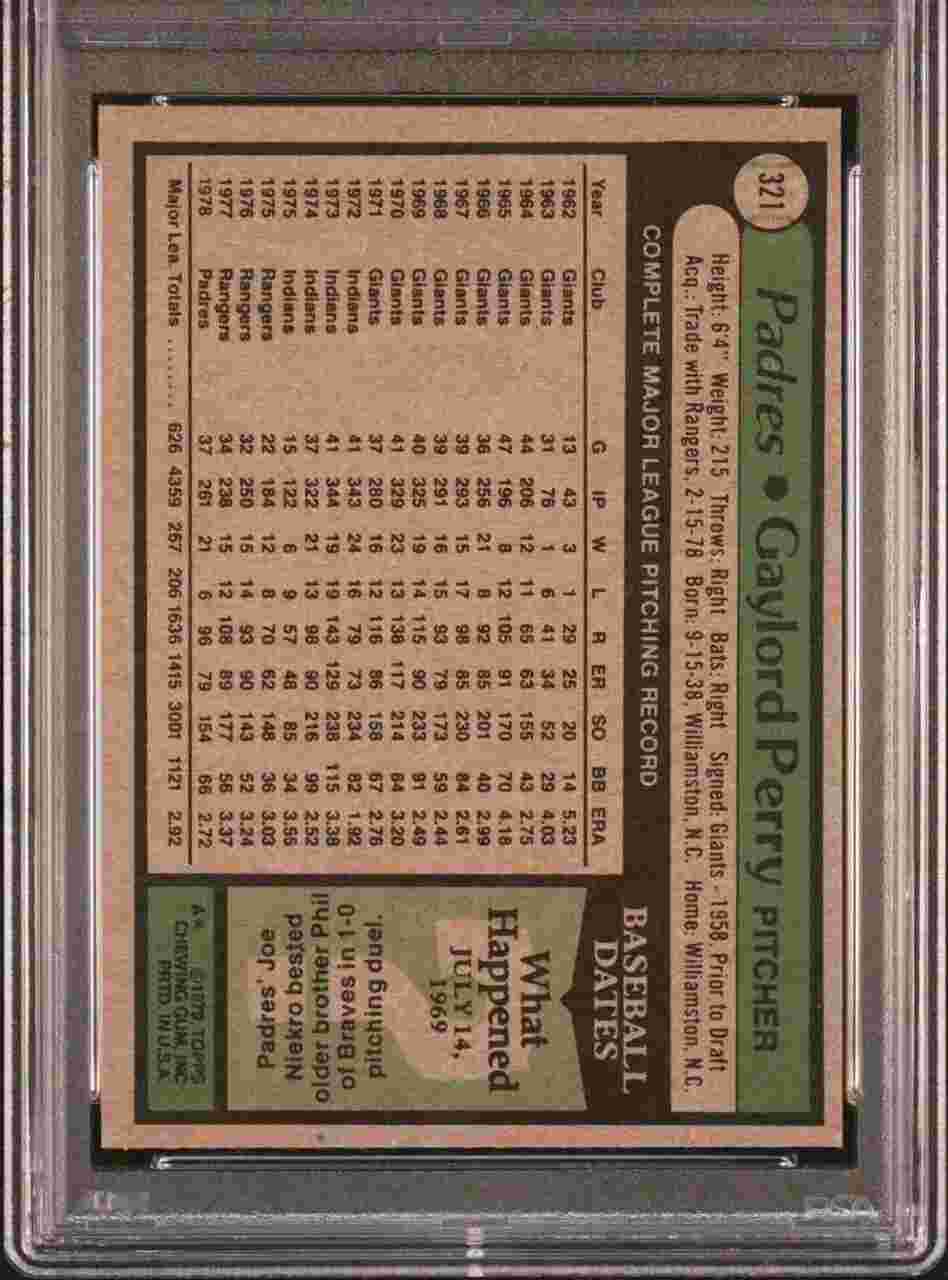 321
Padres • Gaylord Perry PITCHER
Height: 6'4" Weight: 215 Throws: Right Bats: Right Signed: Giants - 1958, Prior to Draft
Acq.: Trade with Rangers, 2-15-78 Born: 9-15-38, Williamston, N.C. Home: Williamston, N.C.
COMPLETE MAJOR LEAGUE PITCHING RECORD
Year Club G IP W L R ER SO BB ERA
1962 Giants 13 43 3 1 29 25 20 14 5.23
1963 Giants 31 76 1 6 41 34 52 29 4.03
1964 Giants 44 206 12 11 65 63 155 43 2.75
1965 Giants 47 196 8 12 105 91 170 70 4.18
1966 Giants 36 256 21 8 92 85 201 40 2.99
1967 Giants 39 293 15 17 98 85 230 84 2.61
1968 Giants 39 291 16 15 93 79 173 59 2.44
1969 Giants 40 325 19 14 115 90 233 91 2.49
1970 Giants 41 329 23 13 138 117 214 64 3.20
1971 Giants 37 280 16 12 116 86 158 67 2.76
1972 Indians 41 343 24 16 79 73 234 82 1.92
1973 Indians 41 344 19 19 143 129 238 115 3.38
1974 Indians 37 322 21 13 98 90 216 99 2.52
1975 Indians 15 122 6 9 57 48 85 34 3.55
1975 Rangers 22 184 12 8 70 62 148 36 3.03
1976 Rangers 32 250 15 14 93 90 143 52 3.24
1977 Rangers 34 238 15 12 108 89 177 56 3.37
1978 Padres 37 261 21 6 96 79 154 66 2.72
Major Lea. Totals ....... 626 4359 257 206 1636 1415 3001 1121 2.92
BASEBALL
DATES
What
Happened
JULY 14,
1969
Padres' Joe
Niekro bested
older brother Phil
of Braves in 1-0
pitching duel.
A* ©1979 TOPPS
CHEWING GUM, INC
PRTD. IN U.S.A.
PSA